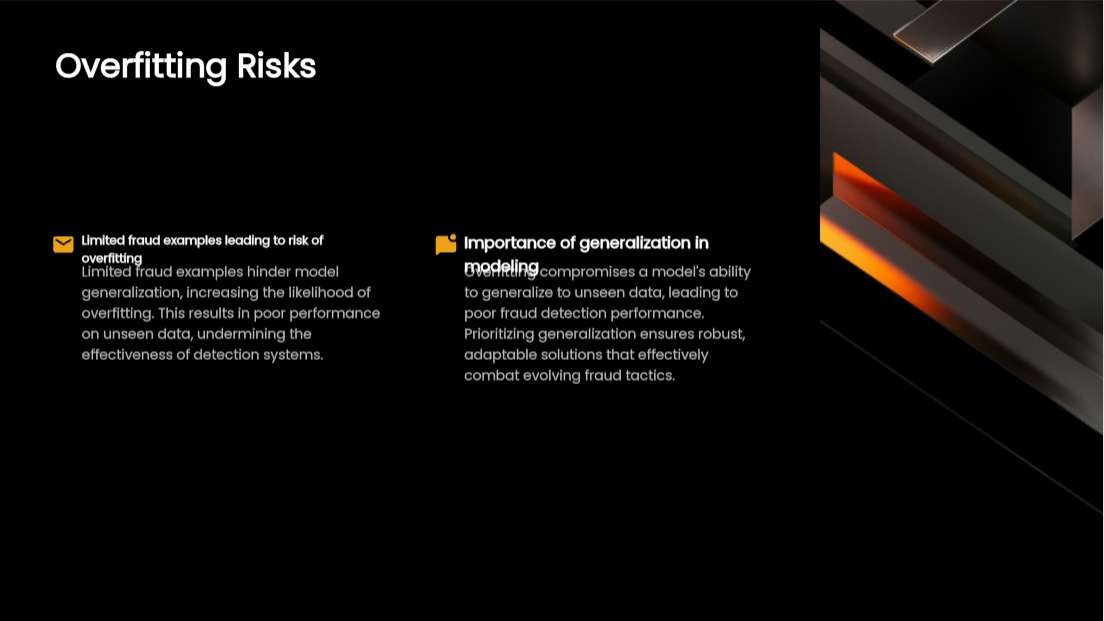 Overfitting Risks
Limited fraud examples leading to risk of
overfitting
Limited fraud examples hinder model
generalization, increasing the likelihood of
overfitting. This results in poor performance
on unseen data, undermining the
effectiveness of detection systems.
Importance of generalization in
modeling
Overfitting compromises a model's ability
to generalize to unseen data, leading to
poor fraud detection performance.
Prioritizing generalization ensures robust,
adaptable solutions that effectively
combat evolving fraud tactics.